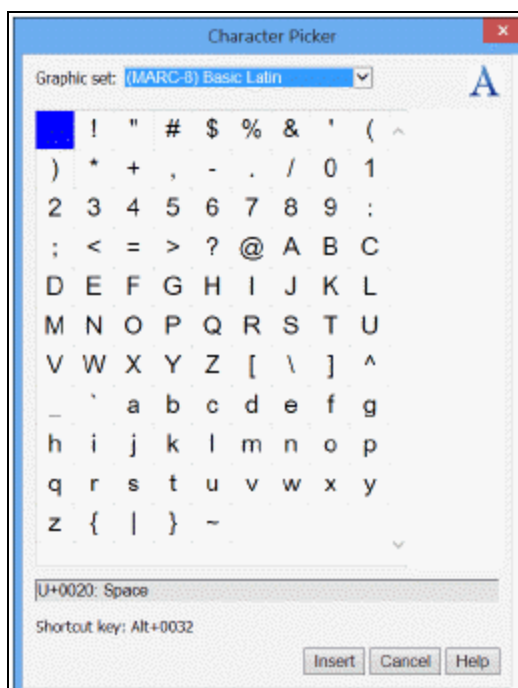 Character Picker
Graphic set: (MARC-8) Basic Latin
A
! " # $ % & ' (
) * + , - . / 0 1
2 3 4 5 6 7 8 9 :
; < = > ? @ A B C
D E F G H I J K L
M N O P Q R S T U
V W X Y Z [ \ ] ^
_ ` a b c d e f g
h i j k l m n o p
q r s t u v w x y
z { | } ~
U+0020: Space
Shortcut key: Alt+0032
Insert Cancel Help